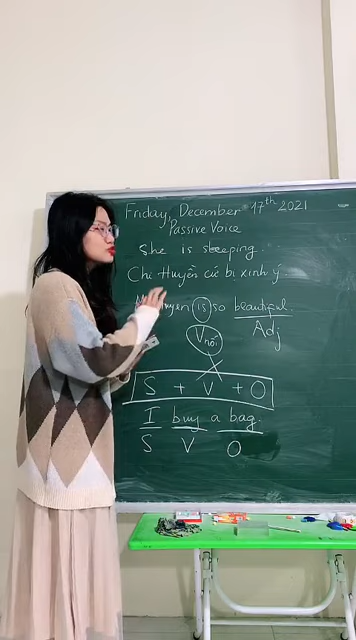 Friday, December 17th 2021
Passive Voice
She is sleeping.
Chị Huyền cứ bị xinh ý
is so beautiful.
Adj
V nối
S + V + O
I buy a bag.
S V O